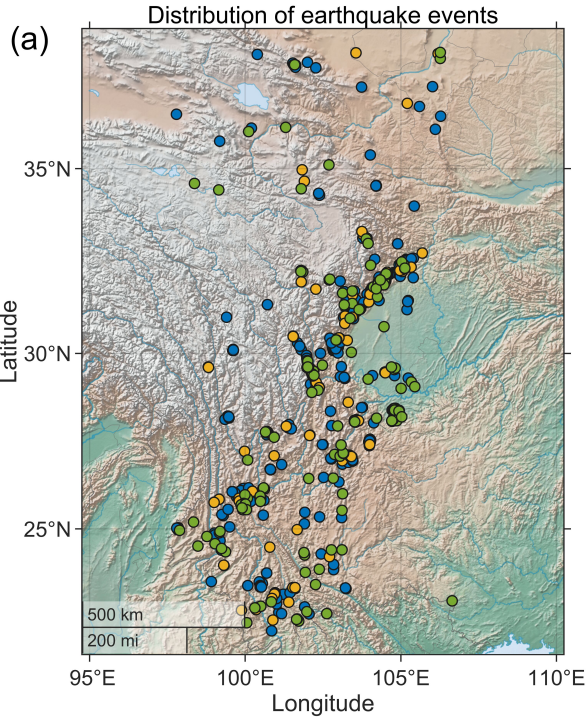 Distribution of earthquake events
(a)
35°N
30°N
25°N
Latitude
500 km
200 mi
95°E 100°E 105°E 110°E
Longitude